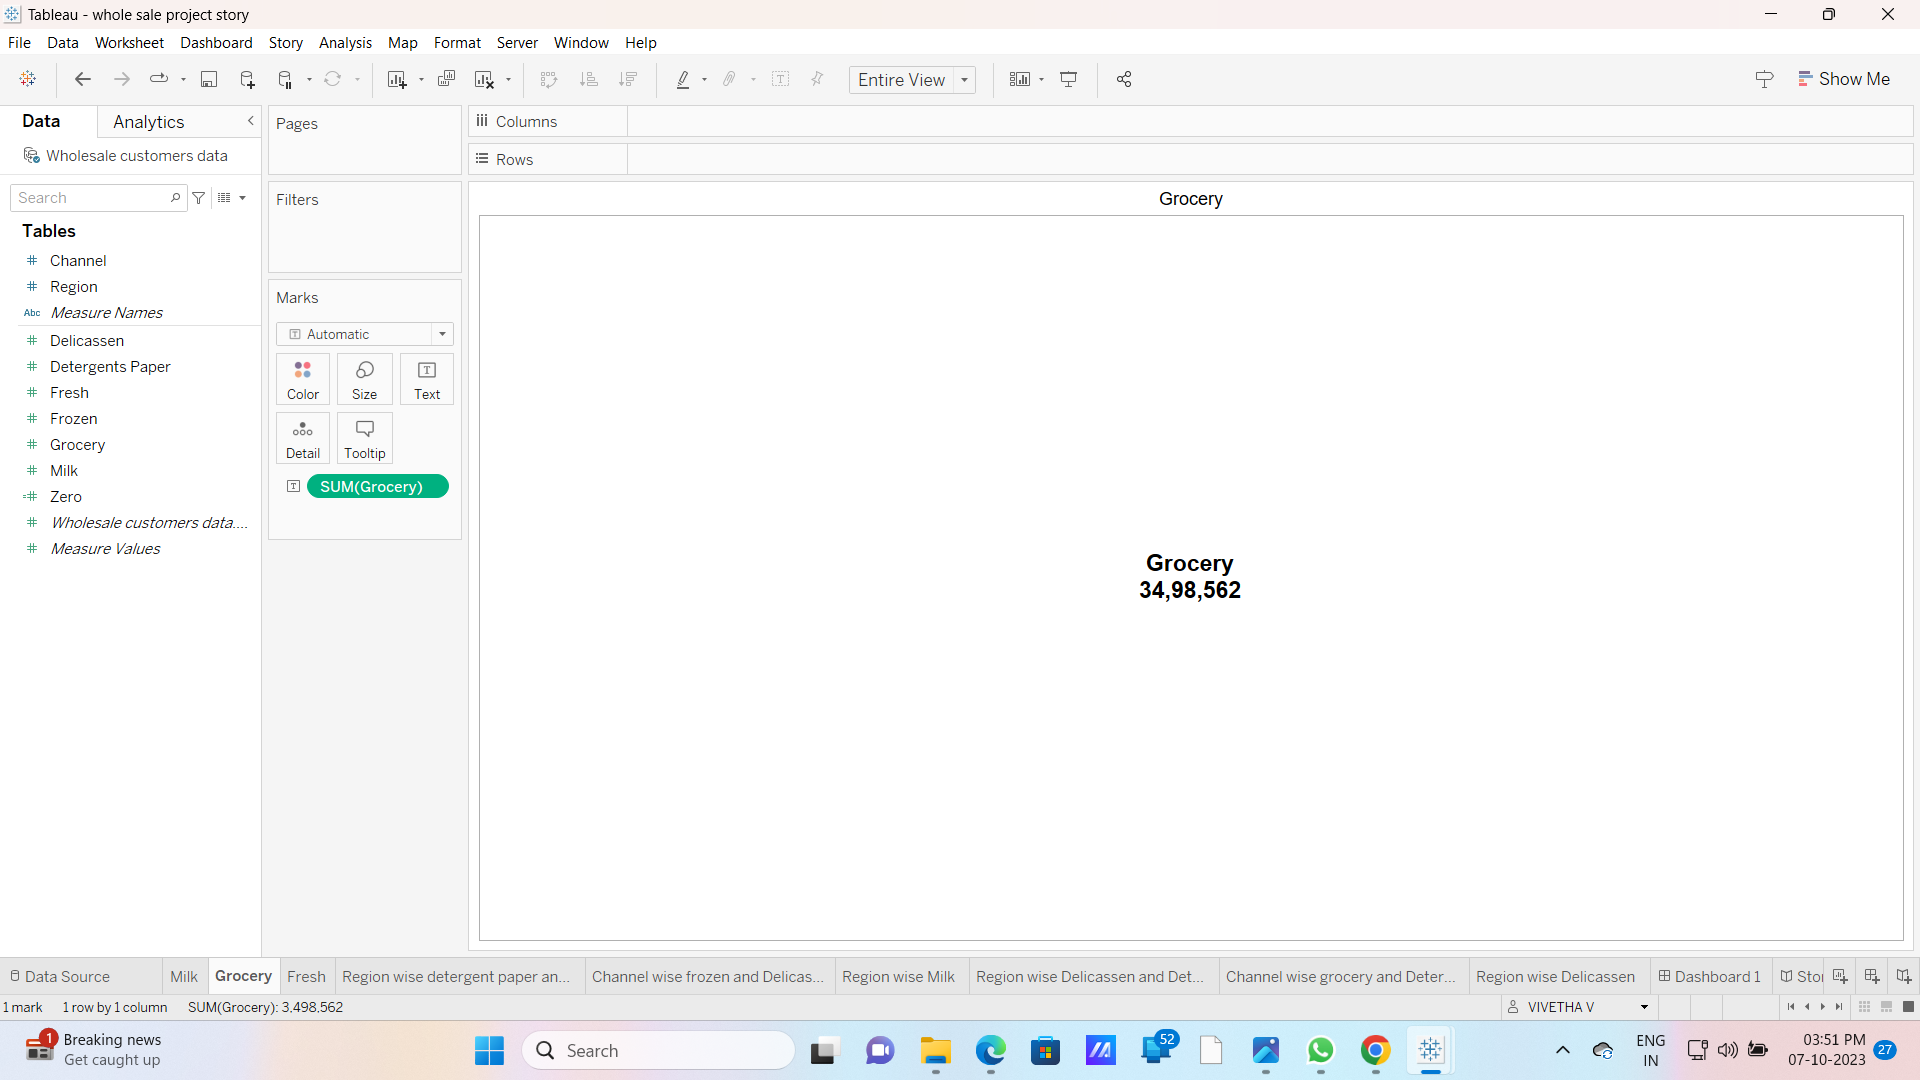 Tableau - whole sale project story
File Data Worksheet Dashboard Story Analysis Map Format Server Window Help
Entire View
Show Me
Data
Analytics
Wholesale customers data
Search
Tables
Channel
Region
Abc Measure Names
Delicassen
Detergents Paper
Fresh
Frozen
Grocery
Milk
Zero
Wholesale customers data....
Measure Values
Pages
Filters
Marks
Automatic
Color
Size
Text
Detail
Tooltip
SUM(Grocery)
Columns
Rows
Grocery
Grocery
34,98,562
Data Source Milk Grocery Fresh Region wise detergent paper an... Channel wise frozen and Delicas... Region wise Milk Region wise Delicassen and Det... Channel wise grocery and Deter... Region wise Delicassen Dashboard 1 Sto
1 mark 1 row by 1 column SUM(Grocery): 3,498,562
VIVETHA V
1
Breaking news
Get caught up
Search
52
ENG
IN
03:51 PM
07-10-2023
27